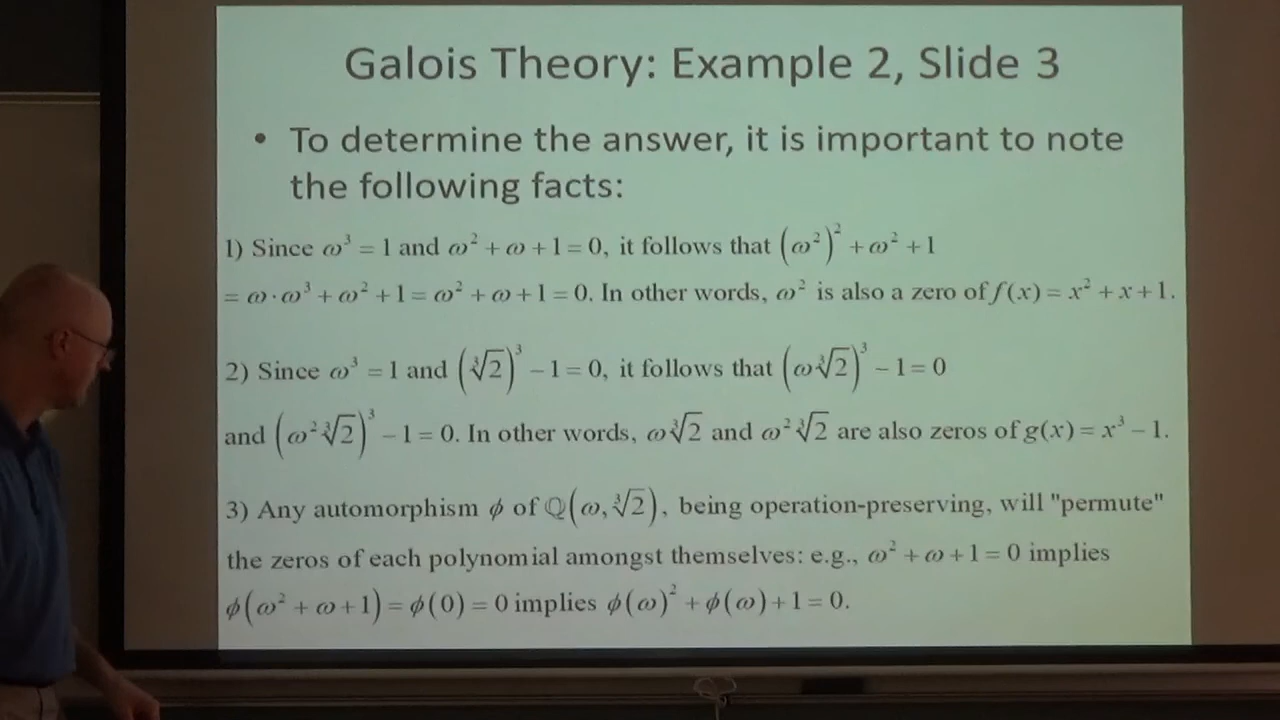 Galois Theory: Example 2, Slide 3
• To determine the answer, it is important to note
the following facts:
1) Since ω³ = 1 and ω² + ω + 1 = 0, it follows that (ω²)² + ω² + 1
= ω · ω³ + ω² + 1 = ω² + ω + 1 = 0. In other words, ω² is also a zero of f(x) = x² + x + 1.
2) Since ω³ = 1 and (∛2)³ − 1 = 0, it follows that (ω∛2)³ − 1 = 0
and (ω²∛2)³ − 1 = 0. In other words, ω∛2 and ω²∛2 are also zeros of g(x) = x³ − 1.
3) Any automorphism ϕ of ℚ(ω, ∛2), being operation-preserving, will "permute"
the zeros of each polynomial amongst themselves: e.g., ω² + ω + 1 = 0 implies
ϕ(ω² + ω + 1) = ϕ(0) = 0 implies ϕ(ω)² + ϕ(ω) + 1 = 0.